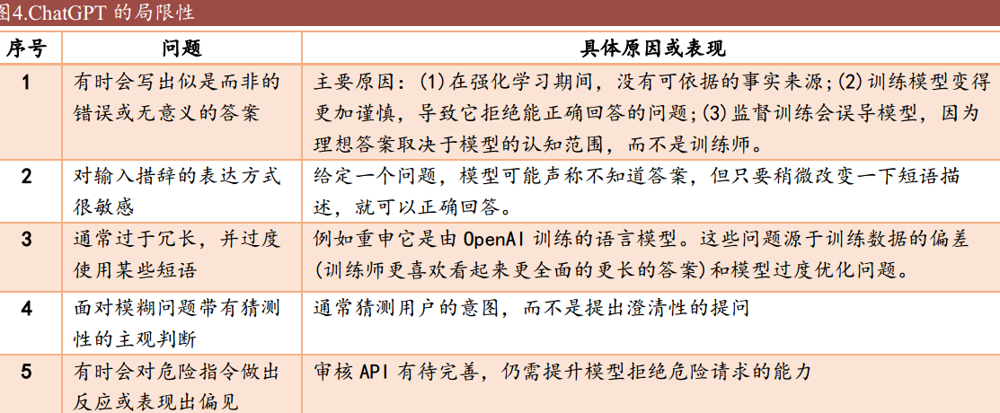 图4.ChatGPT 的局限性
序号 问题 具体原因或表现
1 有时会写出似是而非的错误或无意义的答案 主要原因：(1)在强化学习期间，没有可依据的事实来源;(2)训练模型变得
更加谨慎，导致它拒绝能正确回答的问题;(3)监督训练会误导模型，因为
理想答案取决于模型的认知范围，而不是训练师。
2 对输入措辞的表达方式很敏感 给定一个问题，模型可能声称不知道答案，但只要稍微改变一下短语描
述，就可以正确回答。
3 通常过于冗长，并过度使用某些短语 例如重申它是由 OpenAI 训练的语言模型。这些问题源于训练数据的偏差
(训练师更喜欢看起来更全面的更长的答案)和模型过度优化问题。
4 面对模糊问题带有猜测性的主观判断 通常猜测用户的意图，而不是提出澄清性的提问
5 有时会对危险指令做出反应或表现出偏见 审核 API 有待完善，仍需提升模型拒绝危险请求的能力